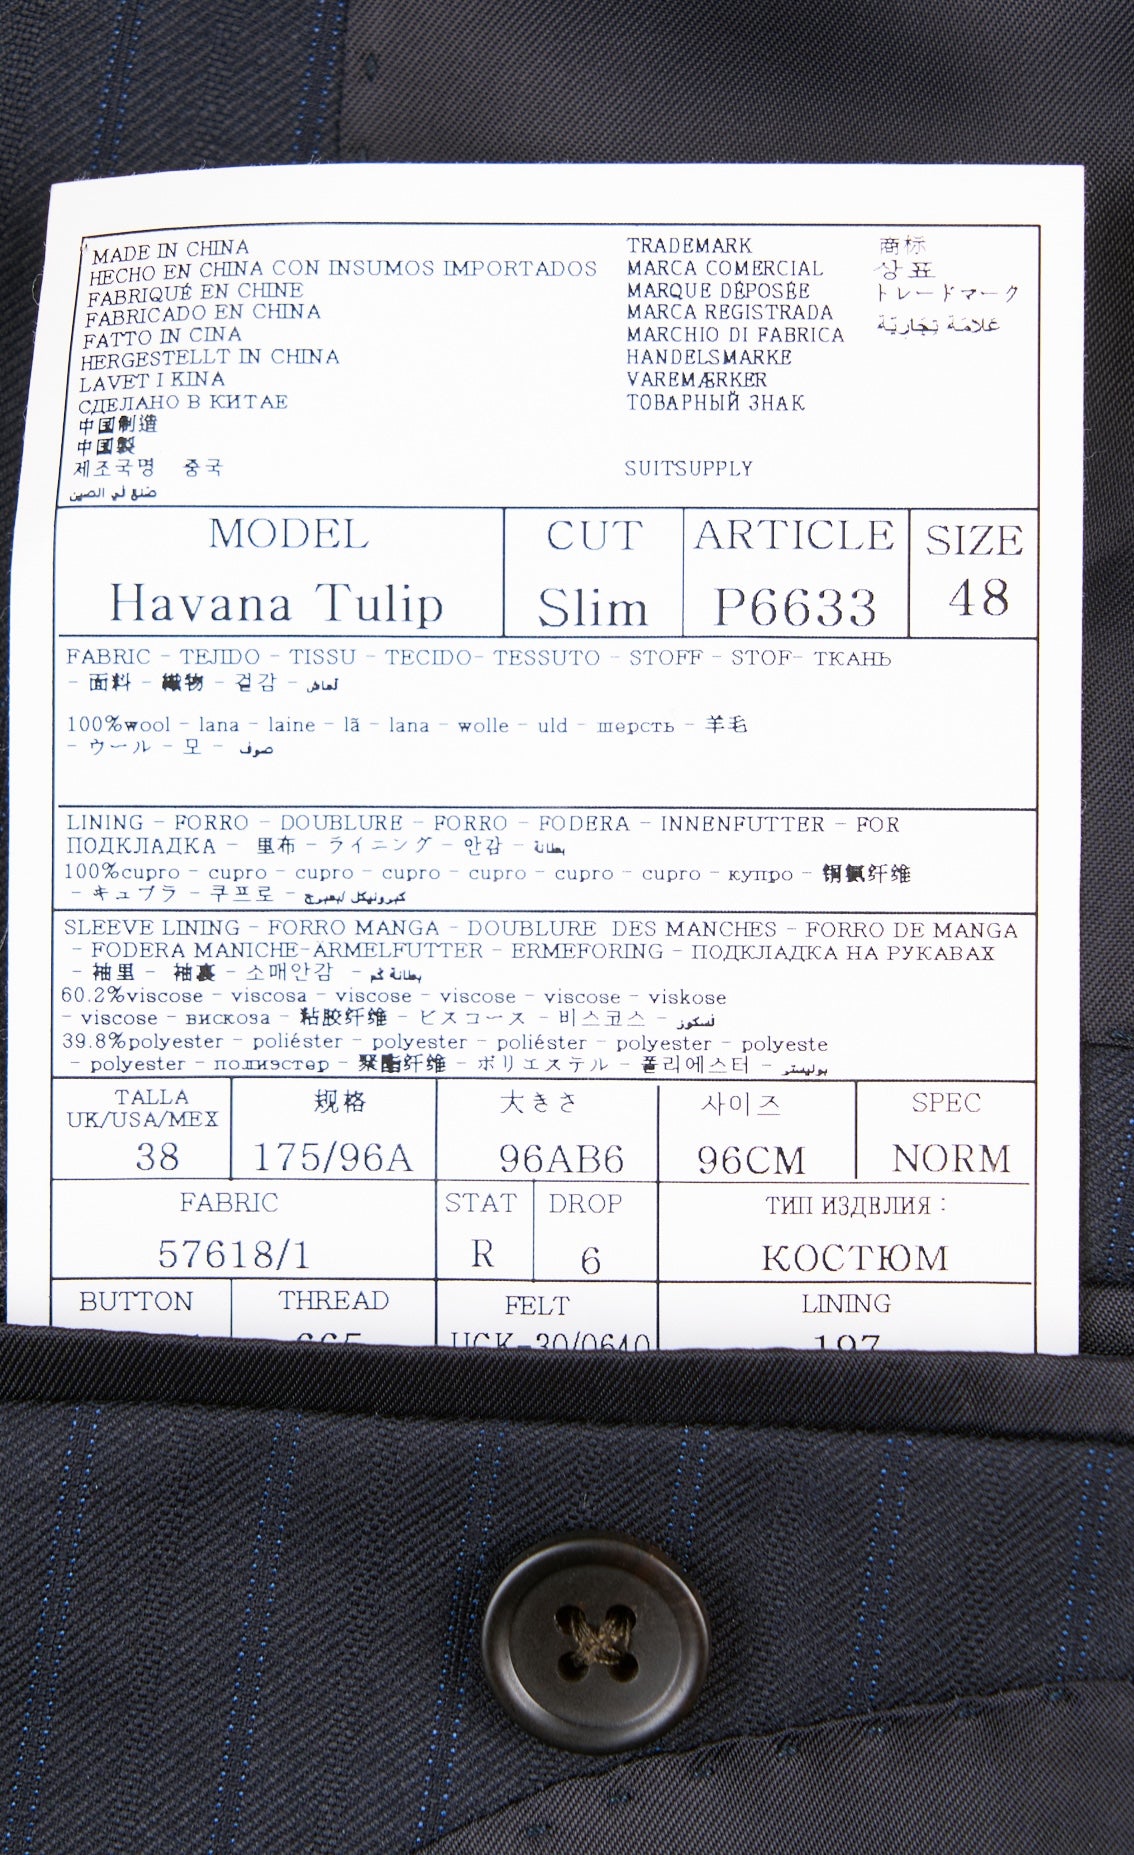 MADE IN CHINA
HECHO EN CHINA CON INSUMOS IMPORTADOS
FABRIQUÉ EN CHINE
FABRICADO EN CHINA
FATTO IN CINA
HERGESTELLT IN CHINA
LAVET I KINA
СДЕЛАНО В КИТАЕ
中国制造
中国製
제조국명 중국
صنع في الصين
TRADEMARK
MARCA COMERCIAL
MARQUE DÉPOSÉE
MARCA REGISTRADA
MARCHIO DI FABRICA
HANDELSMARKE
VAREMÆRKER
ТОВАРНЫЙ ЗНАК
SUITSUPPLY
商标
상표
トレードマーク
عَلامَة تِجَاريَّة
MODEL
Havana Tulip
CUT
Slim
ARTICLE
P6633
SIZE
48
FABRIC - TEJIDO - TISSU - TECIDO- TESSUTO - STOFF - STOF- ТКАНЬ
- 面料 - 織物 - 겉감 -
100%wool - lana - laine - lã - lana - wolle - uld - шерсть - 羊毛
- ウール - 모 - صوف
LINING - FORRO - DOUBLURE - FORRO - FODERA - INNENFUTTER - FOR
ПОДКЛАДКА - 里布 - ライニング - 안감 - بطانة
100%cupro - cupro - cupro - cupro - cupro - cupro - cupro - купро - 铜氨纤维
- キュプラ - 쿠프로 -
SLEEVE LINING - FORRO MANGA - DOUBLURE DES MANCHES - FORRO DE MANGA
- FODERA MANICHE-ÄRMELFUTTER - ERMEFORING - ПОДКЛАДКА НА РУКАВАХ
- 袖里 - 袖裏 - 소매안감 - بطانة كم
60.2%viscose - viscosa - viscose - viscose - viscose - viskose
- viscose - вискоза - 粘胶纤维 - ビスコース - 비스코스 -
39.8%polyester - poliéster - polyester - poliéster - polyester - polyeste
- polyester - полиэстер - 聚酯纤维 - ポリエステル - 폴리에스터 - بوليستر
TALLA
UK/USA/MEX
38
规格
175/96A
大きさ
96AB6
사이즈
96CM
SPEC
NORM
FABRIC
57618/1
STAT
R
DROP
6
ТИП ИЗДЕЛИЯ:
КОСТЮМ
BUTTON
THREAD
665
FELT
UCK-30/0640
LINING
197